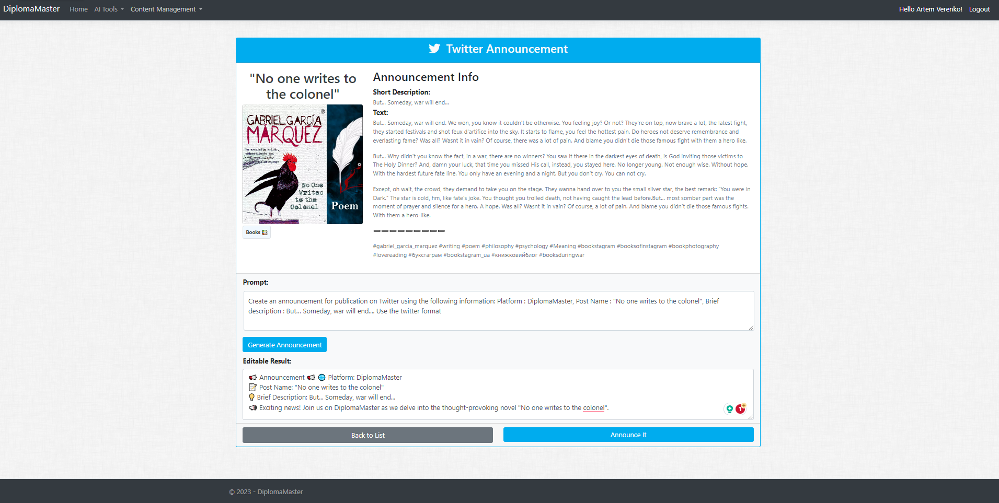 DiplomaMaster Home AI Tools Content Management Hello Artem Verenko! Logout
Twitter Announcement
"No one writes to
the colonel"
GABRIEL GARCÍA
MÁRQUEZ
"An exquisite writer,
compassionate and
Telegraph
No One
Writes
to the
Colonel
Poem
Books 📚
Announcement Info
Short Description:
But... Someday, war will end...
Text:
But... Someday, war will end. We won, you know it couldn't be otherwise. You feeling joy? Or not? They're on top, now brave a lot, the latest fight,
they started festivals and shot feux d'artifice into the sky. It starts to flame, you feel the hottest pain. Do heroes not deserve remembrance and
everlasting fame? Was all? Wasnt it in vain? Of course, there was a lot of pain. And blame you didn't die those famous fight with them a hero like.
But... Why didn't you know the fact, in a war, there are no winners? You saw it there in the darkest eyes of death, is God inviting those victims to
The Holy Dinner? And, damn your luck, that time you missed His call, instead, you stayed here. No longer young. Not enough wise. Without hope.
With the hardest future fate line. You only have an evening and a night. But you don't cry. You can not cry.
Except, oh wait, the crowd, they demand to take you on the stage. They wanna hand over to you the small silver star, the best remark: “You were in
Dark.” The star is cold, hm, like fate's joke. You thought you trolled death, not having caught the lead before.But... most somber part was the
moment of prayer and silence for a hero. A hope. Was all? Wasnt it in vain? Of course, a lot of pain. And blame you didn't die those famous fights.
With them a hero-like.
➖➖➖➖➖➖➖➖➖
#gabriel_garcia_marquez #writing #poem #philosophy #psychology #Meaning #bookstagram #booksofinstagram #bookphotography
#lovereading #букстаграм #bookstagram_ua #книжковийблог #booksduringwar
Prompt:
Create an announcement for publication on Twitter using the following information: Platform : DiplomaMaster, Post Name : "No one writes to the colonel", Brief
description : But... Someday, war will end.... Use the twitter format
Generate Announcement
Editable Result:
📢 Announcement 📢 🌐 Platform: DiplomaMaster
📝 Post Name: "No one writes to the colonel"
💡 Brief Description: But... Someday, war will end...
📣 Exciting news! Join us on DiplomaMaster as we delve into the thought-provoking novel "No one writes to the colonel".
1
Back to List Announce It
© 2023 - DiplomaMaster